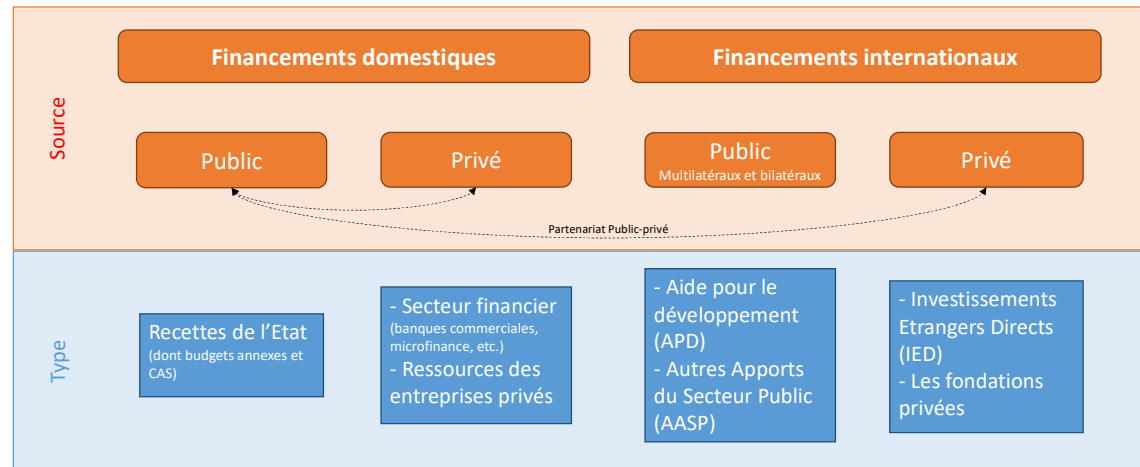 Financements domestiques
Financements internationaux
Source
Public
Privé
Public
Multilatéraux et bilatéraux
Privé
Partenariat Public-privé
Type
Recettes de l’Etat
(dont budgets annexes et
CAS)
- Secteur financier
(banques commerciales,
microfinance, etc.)
- Ressources des
entreprises privés
- Aide pour le
développement
(APD)
- Autres Apports
du Secteur Public
(AASP)
- Investissements
Etrangers Directs
(IED)
- Les fondations
privées